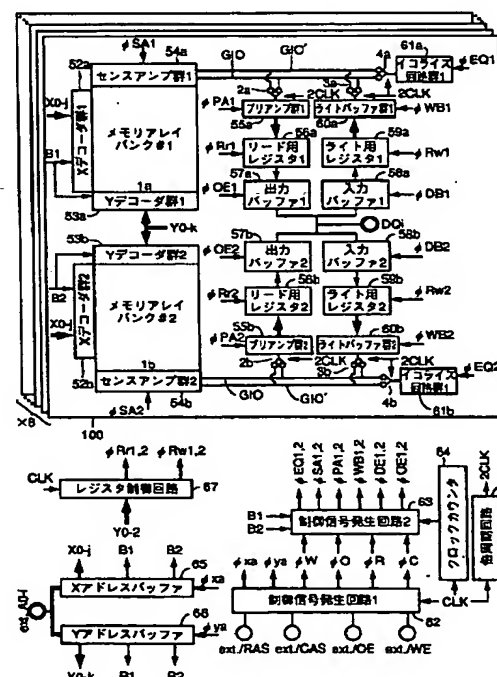 φSA1 54a GIO GIO' 4a 61a
52a センスアンプ群1 イコライズ回路群1 φEQ1
2a 3a 2CLK 2CLK
X0-j Xデコーダ群1 φPA1 プリアンプ群1 ライトバッファ群1 φWB1
55a 60a
B1 メモリアレイバンク#1 56a 59a
φRr1 リード用レジスタ1 ライト用レジスタ1 φRw1
57a 58a
1a φOE1 出力バッファ1 入力バッファ1 φDB1
Yデコーダ群1
53a Y0-k DQi
53b 57b 58b
Yデコーダ群2 φOE2 出力バッファ2 入力バッファ2 φDB2
56b 59b
B2 Xデコーダ群2 メモリアレイバンク#2 φRr2 リード用レジスタ2 ライト用レジスタ2 φRw2
X0-j
55b 60b
φPA2 プリアンプ群2 ライトバッファ群2 φWB2
1b 2b 2CLK 3b 2CLK
52b センスアンプ群2 イコライズ回路群1 φEQ2
φSA2 54b GIO GIO' 4b 61b
×8 100
φRr1,2 φRw1,2
φEQ1,2 φSA1,2 φPA1,2 φWB1,2 φDE1,2 φOE1,2 64 2CLK
CLK レジスタ制御回路 67
B1 B2 制御信号発生回路2 63 クロックカウンタ 倍周期回路
Y0-2
X0-j B1 B2 65
φxa φya φW φO φR φC
ext.A0-i Xアドレスバッファ φxa
制御信号発生回路1 CLK
66 62
Yアドレスバッファ φya
ext./RAS ext./CAS ext./OE ext./WE
Y0-k B1 B2